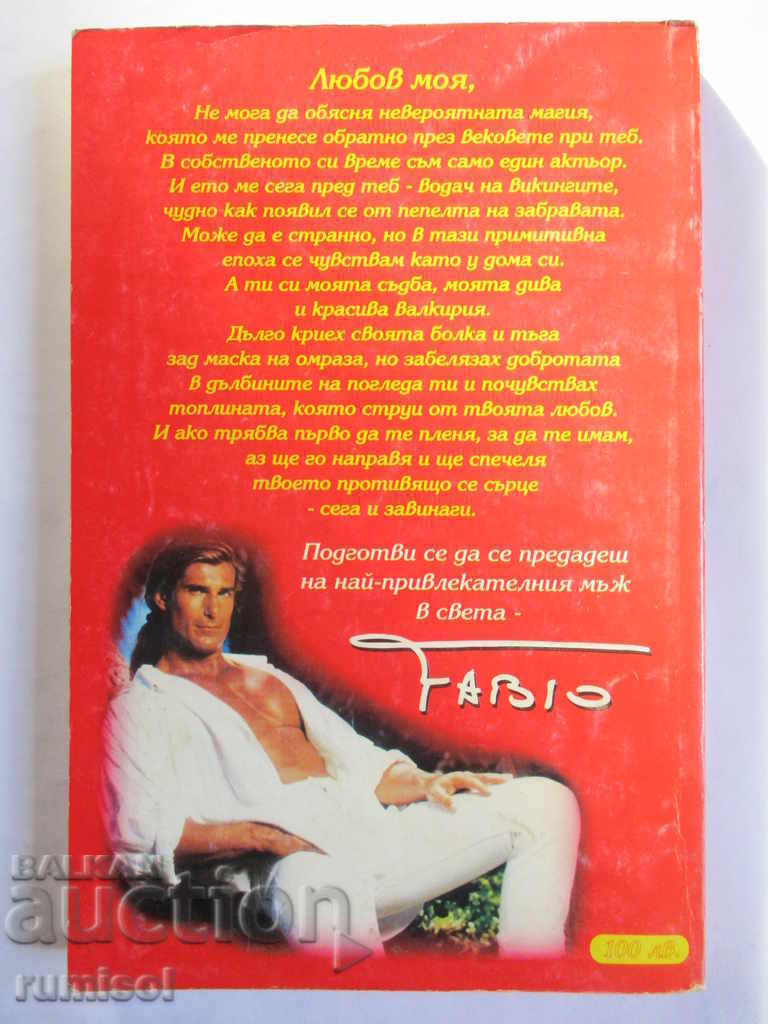 Любов моя,
Не мога да обясня невероятната магия,
която ме пренесе обратно през вековете при теб.
В собственото си време съм само един актьор.
И ето ме сега пред теб - водач на викингите,
чудно как появил се от пепелта на забравата.
Може да е странно, но в тази примитивна
епоха се чувствам като у дома си.
А ти си моята съдба, моята дива
и красива валкирия.
Дълго криех своята болка и тъга
зад маска на омраза, но забелязах добротата
в дълбините на погледа ти и почувствах
топлината, която струи от твоята любов.
И ако трябва първо да те пленя, за да те имам,
аз ще го направя и ще спечеля
твоето противящо се сърце
- сега и завинаги.
Подготви се да се предадеш
на най-привлекателния мъж
в света -
FABIO
BALKAN
auction
rumisol
100 лв.